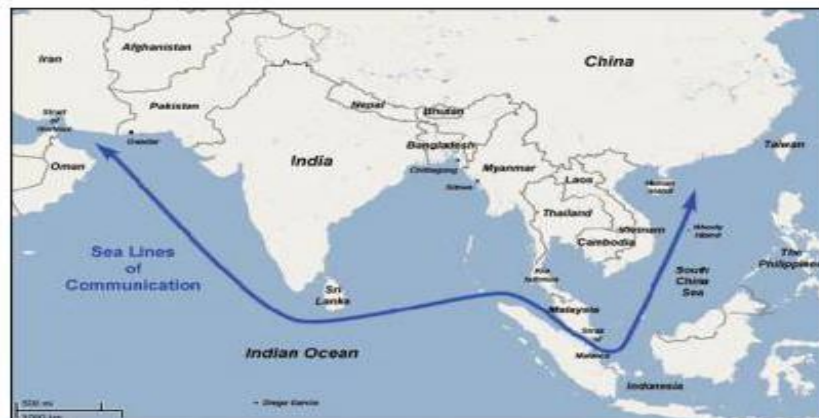 Iran
Afghanistan
China
Pakistan
Strait
of
Hormuz
Gwadar
Nepal
Bhutan
Bangladesh
Taiwan
Oman
India
Chittagong
Myanmar
Sittwe
Laos
Hainan
Island
Thailand
Vietnam
Woody
Island
Cambodia
The
Philippines
Sea Lines
of
Communication
Sri
Lanka
South
China
Sea
Malaysia
Strait
of
Malacca
Indian Ocean
Indonesia
Diego Garcia
500 mi